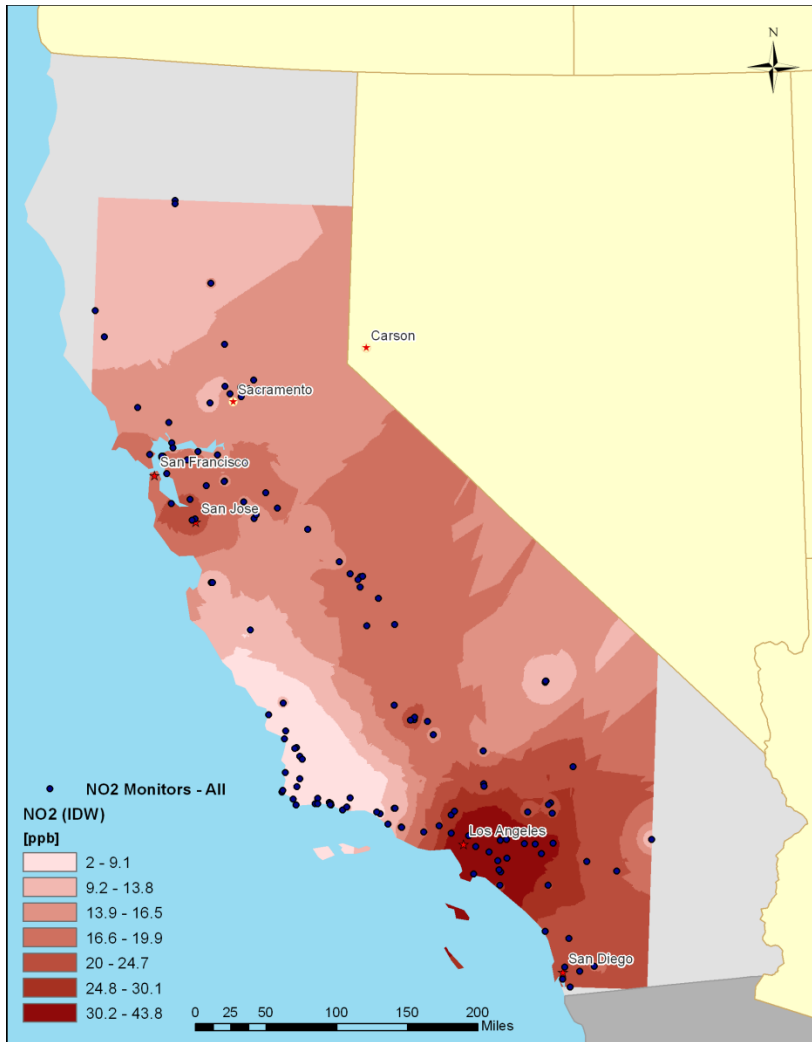 N
Carson
Sacramento
San Francisco
San Jose
NO2 Monitors - All
NO2 (IDW)
[ppb]
Los Angeles
2 - 9.1
9.2 - 13.8
13.9 - 16.5
16.6 - 19.9
20 - 24.7
24.8 - 30.1
30.2 - 43.8
San Diego
0 25 50 100 150 200
Miles